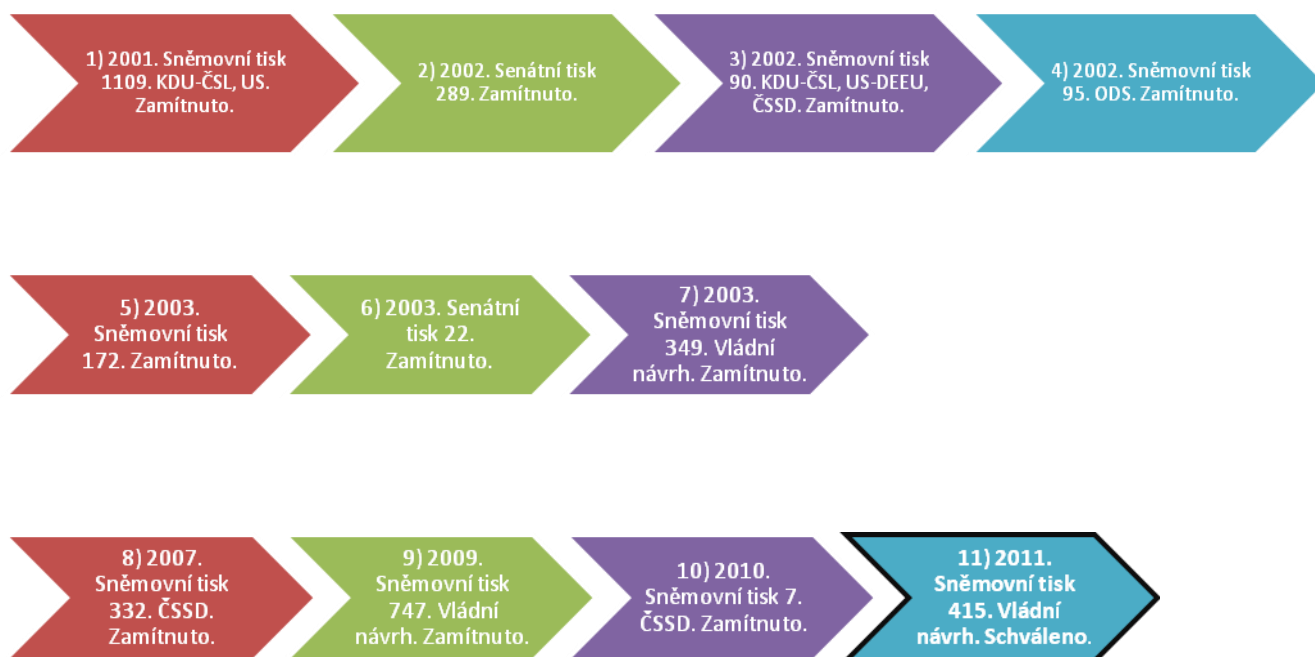 1) 2001. Sněmovní tisk
1109. KDU-ČSL, US.
Zamítnuto.
2) 2002. Senátní tisk
289. Zamítnuto.
3) 2002. Sněmovní tisk
90. KDU-ČSL, US-DEEU,
ČSSD. Zamítnuto.
4) 2002. Sněmovní tisk
95. ODS. Zamítnuto.
5) 2003.
Sněmovní tisk
172. Zamítnuto.
6) 2003. Senátní
tisk 22.
Zamítnuto.
7) 2003.
Sněmovní tisk
349. Vládní
návrh. Zamítnuto.
8) 2007.
Sněmovní tisk
332. ČSSD.
Zamítnuto.
9) 2009.
Sněmovní tisk
747. Vládní
návrh. Zamítnuto.
10) 2010.
Sněmovní tisk 7.
ČSSD. Zamítnuto.
11) 2011.
Sněmovní tisk
415. Vládní
návrh. Schváleno.